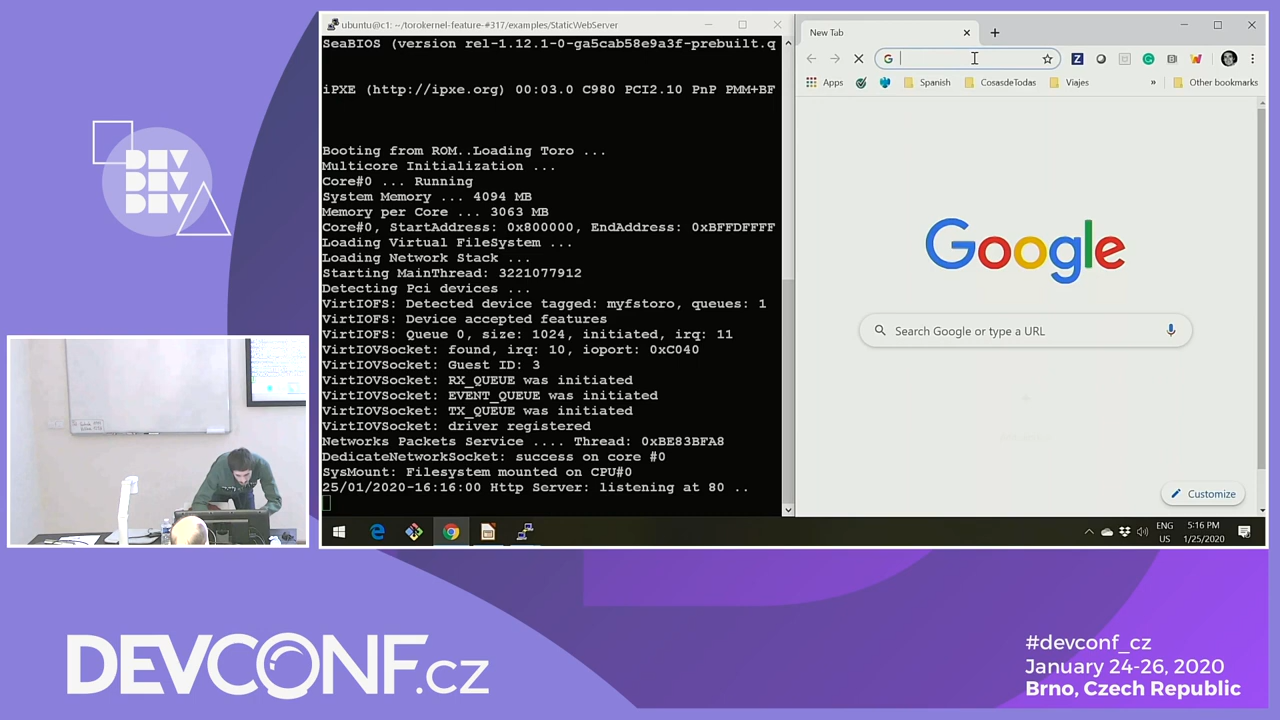 ubuntu@c1: ~/torokernel-feature-#317/examples/StaticWebServer
SeaBIOS (version rel-1.12.1-0-ga5cab58e9a3f-prebuilt.q
iPXE (http://ipxe.org) 00:03.0 C980 PCI2.10 PnP PMM+BF
Booting from ROM..Loading Toro ...
Multicore Initialization ...
Core#0 ... Running
System Memory ... 4094 MB
Memory per Core ... 3063 MB
Core#0, StartAddress: 0x800000, EndAddress: 0xBFFDFFFF
Loading Virtual FileSystem ...
Loading Network Stack ...
Starting MainThread: 3221077912
Detecting Pci devices ...
VirtIOFS: Detected device tagged: myfstoro, queues: 1
VirtIOFS: Device accepted features
VirtIOFS: Queue 0, size: 1024, initiated, irq: 11
VirtIOVSocket: found, irq: 10, ioport: 0xC040
VirtIOVSocket: Guest ID: 3
VirtIOVSocket: RX_QUEUE was initiated
VirtIOVSocket: EVENT_QUEUE was initiated
VirtIOVSocket: TX_QUEUE was initiated
VirtIOVSocket: driver registered
Networks Packets Service .... Thread: 0xBE83BFA8
DedicateNetworkSocket: success on core #0
SysMount: Filesystem mounted on CPU#0
25/01/2020-16:16:00 Http Server: listening at 80 ..
New Tab
Apps
Spanish
CosasdeTodas
Viajes
»
Other bookmarks
Google
Search Google or type a URL
Customize
ENG
US
5:16 PM
1/25/2020
DEV
DEV
DEV
DEVCONF.cz
#devconf_cz
January 24-26, 2020
Brno, Czech Republic